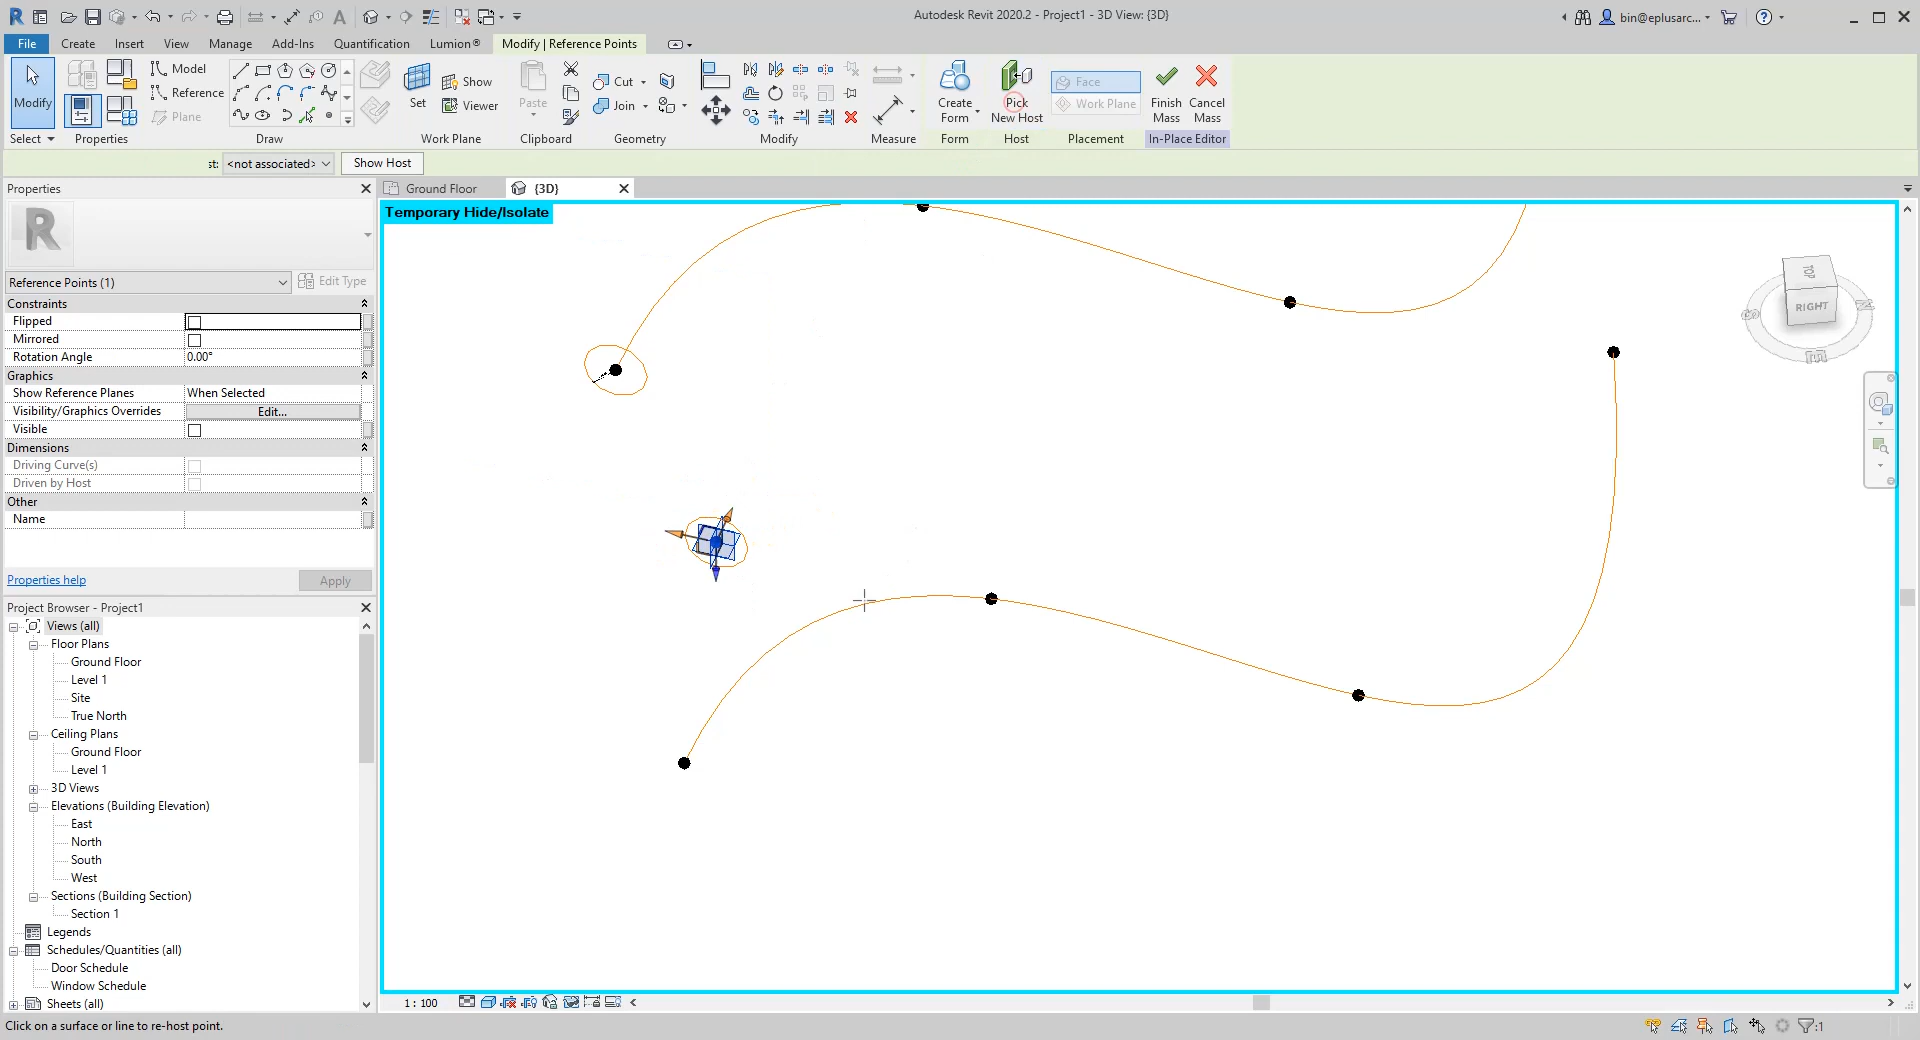 Autodesk Revit 2020.2 - Project1 - 3D View: {3D}
bin@eplusarc...
File Create Insert View Manage Add-Ins Quantification Lumion® Modify | Reference Points
Modify
Select
Properties
Model
Reference
Plane
Draw
Set
Show
Viewer
Work Plane
Paste
Clipboard
Cut
Join
Geometry
Modify
Measure
Create
Form
Form
Pick
New Host
Host
Face
Work Plane
Placement
Finish
Mass
Cancel
Mass
In-Place Editor
st: <not associated> Show Host
Properties
Ground Floor
{3D}
Temporary Hide/Isolate
R
Reference Points (1)
Edit Type
Constraints
Flipped
Mirrored
Rotation Angle 0.00°
Graphics
Show Reference Planes When Selected
Visibility/Graphics Overrides Edit...
Visible
Dimensions
Driving Curve(s)
Driven by Host
Other
Name
Properties help
Apply
Project Browser - Project1
Views (all)
Floor Plans
Ground Floor
Level 1
Site
True North
Ceiling Plans
Ground Floor
Level 1
3D Views
Elevations (Building Elevation)
East
North
South
West
Sections (Building Section)
Section 1
Legends
Schedules/Quantities (all)
Door Schedule
Window Schedule
Sheets (all)
TOP
RIGHT
S
N
E
1 : 100
Click on a surface or line to re-host point.
:1